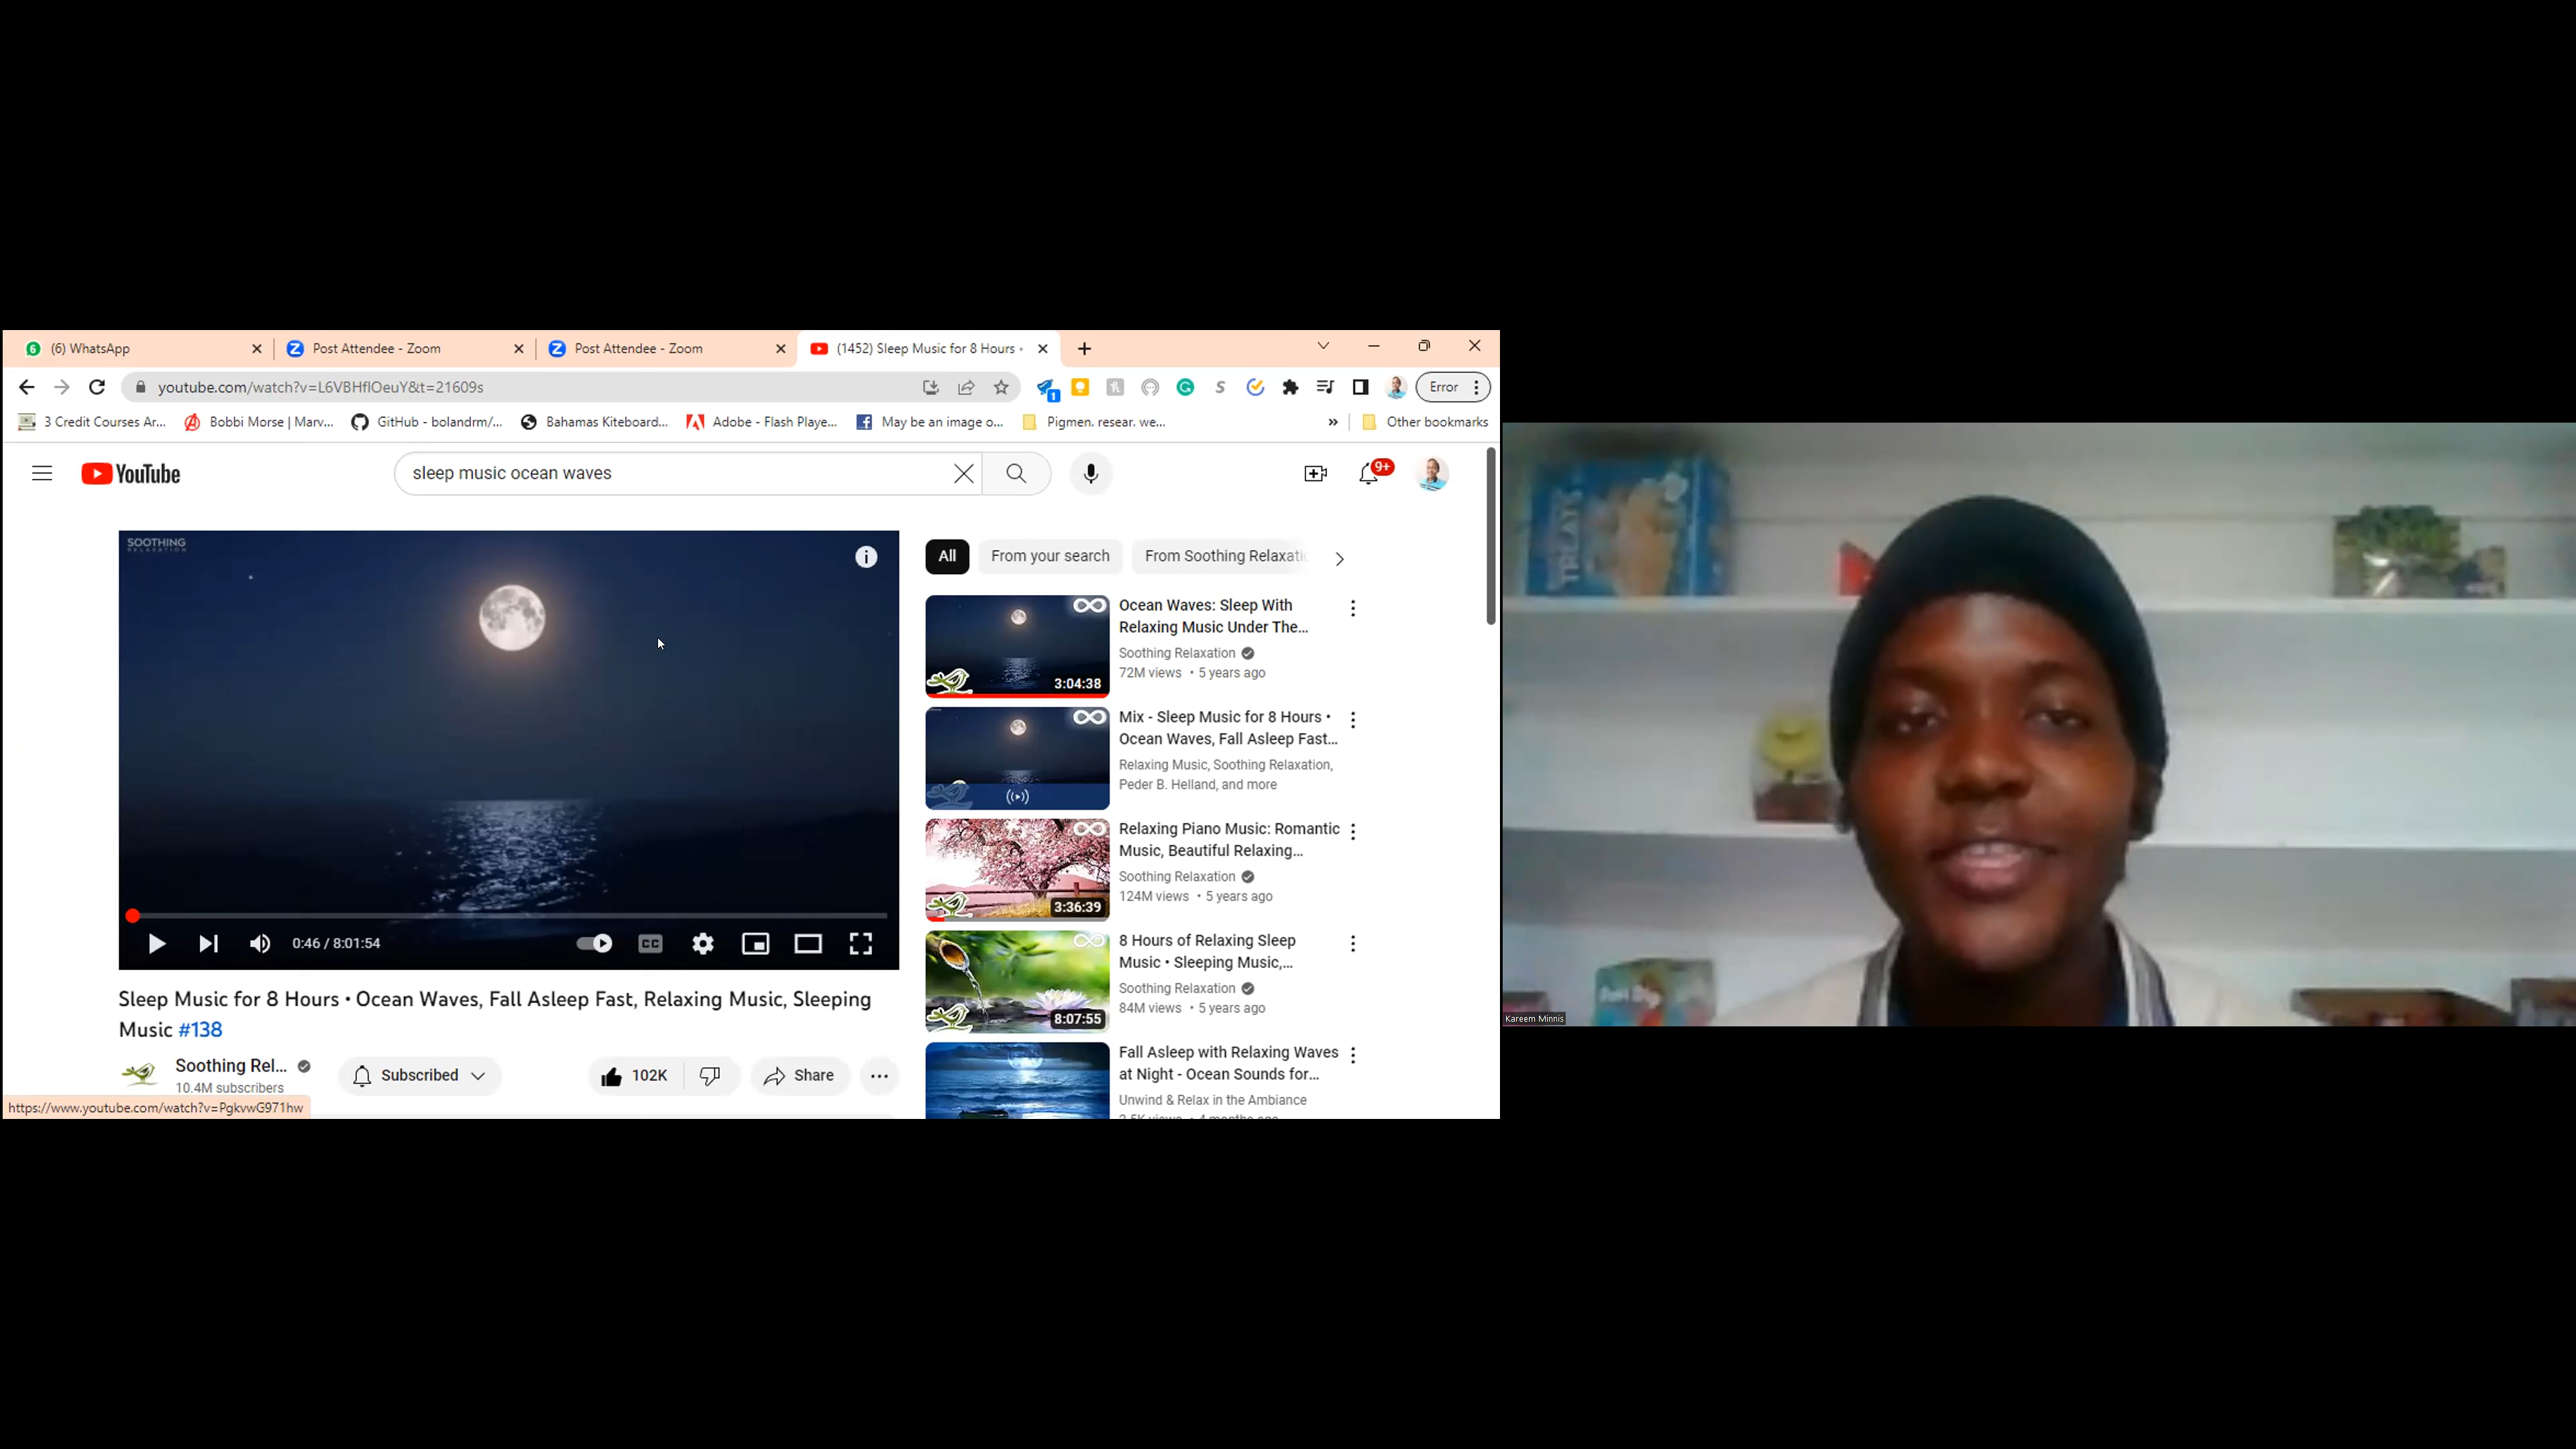 (6) WhatsApp
Post Attendee - Zoom
Post Attendee - Zoom
(1452) Sleep Music for 8 Hours •
youtube.com/watch?v=L6VBHflOeuY&t=21609s
1
Error
3 Credit Courses Ar...
Bobbi Morse | Marv...
GitHub - bolandrm/...
Bahamas Kiteboard...
Adobe - Flash Playe...
May be an image o...
Pigmen. resear. we...
»
Other bookmarks
YouTube
sleep music ocean waves
9+
SOOTHING
RELAXATION
0:46 / 8:01:54
CC
Sleep Music for 8 Hours • Ocean Waves, Fall Asleep Fast, Relaxing Music, Sleeping
Music #138
Soothing Rel...
10.4M subscribers
Subscribed
102K
Share
https://www.youtube.com/watch?v=PgkvwG971hw
All
From your search
From Soothing Relaxatio
3:04:38
Ocean Waves: Sleep With
Relaxing Music Under The...
Soothing Relaxation
72M views • 5 years ago
Mix - Sleep Music for 8 Hours •
Ocean Waves, Fall Asleep Fast...
Relaxing Music, Soothing Relaxation,
Peder B. Helland, and more
3:36:39
Relaxing Piano Music: Romantic
Music, Beautiful Relaxing...
Soothing Relaxation
124M views • 5 years ago
8:07:55
8 Hours of Relaxing Sleep
Music • Sleeping Music,...
Soothing Relaxation
84M views • 5 years ago
Fall Asleep with Relaxing Waves
at Night - Ocean Sounds for...
Unwind & Relax in the Ambiance
TREATS
Kareem Minnis